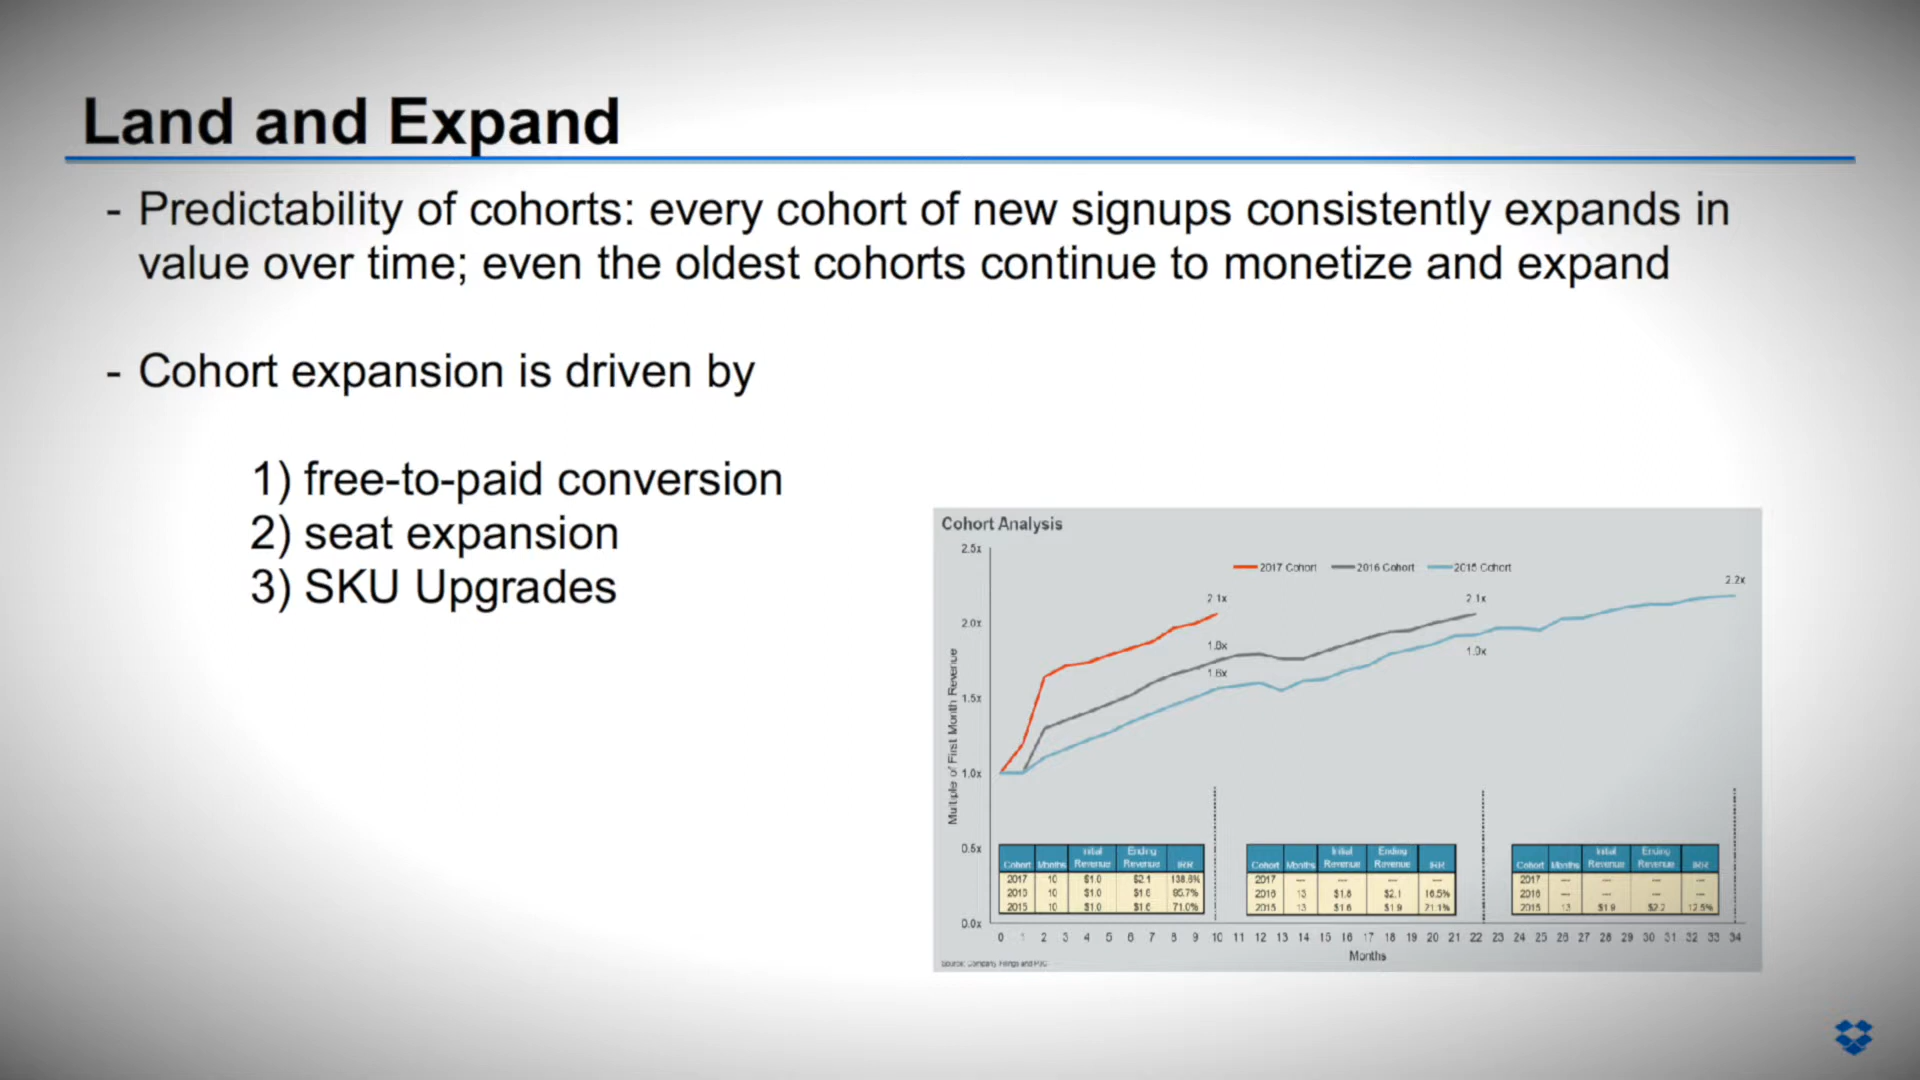 Land and Expand
- Predictability of cohorts: every cohort of new signups consistently expands in
value over time; even the oldest cohorts continue to monetize and expand
- Cohort expansion is driven by
1) free-to-paid conversion
2) seat expansion
3) SKU Upgrades
Cohort Analysis
2.5x
2017 Cohort 2016 Cohort 2015 Cohort
2.2x
2.1x 2.1x
2.0x
1.8x
1.9x
1.6x
1.5x
Multiple of First Month Revenue
1.0x
0.5x
Initial Ending
Cohort Months Revenue Revenue IRR
2017 10 $1.0 $2.1 138.6%
10 $1.0
2015 10 $1.0 $1.6 71.0%
Initial Ending
Cohort Months Revenue Revenue IRR
2017 --- --- --- ---
2016 13 $1.8 $2.1 16.5%
2015 13 $1.6 $1.9 21.1%
Initial Ending
Cohort Months Revenue Revenue IRR
2017 --- --- --- ---
2016 --- --- --- ---
2015 13 $1.9 $2.2 12.5%
0.0x
0 1 2 3 4 5 6 7 8 9 10 11 12 13 14 15 16 17 18 19 20 21 22 23 24 25 26 27 28 29 30 31 32 33 34
Months
Source: Company Filings and